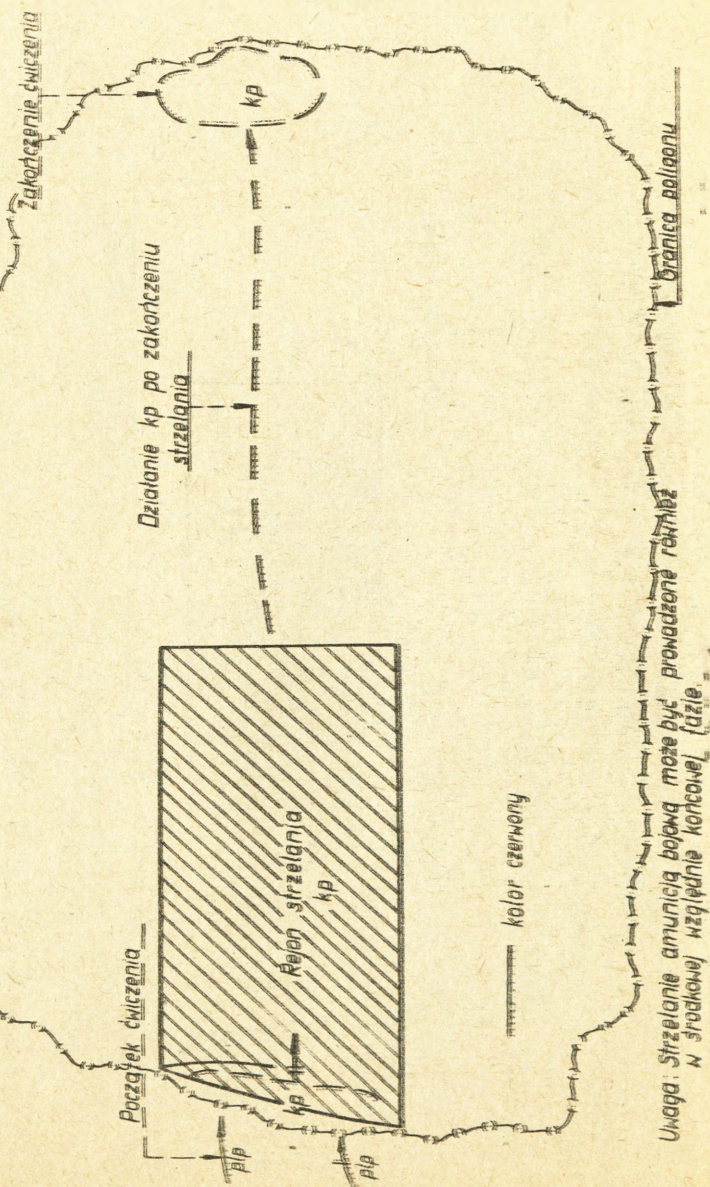 Zakończenie ćwiczenia
kp
Działanie kp po zakończeniu
strzelania
Granica poligonu
Początek ćwiczenia
Rejon strzelania
kp
kp
plp
plp
kolor czerwony
Uwaga: Strzelanie amunicją bojową może być prowadzone również
w środkowej względnie końcowej fazie.